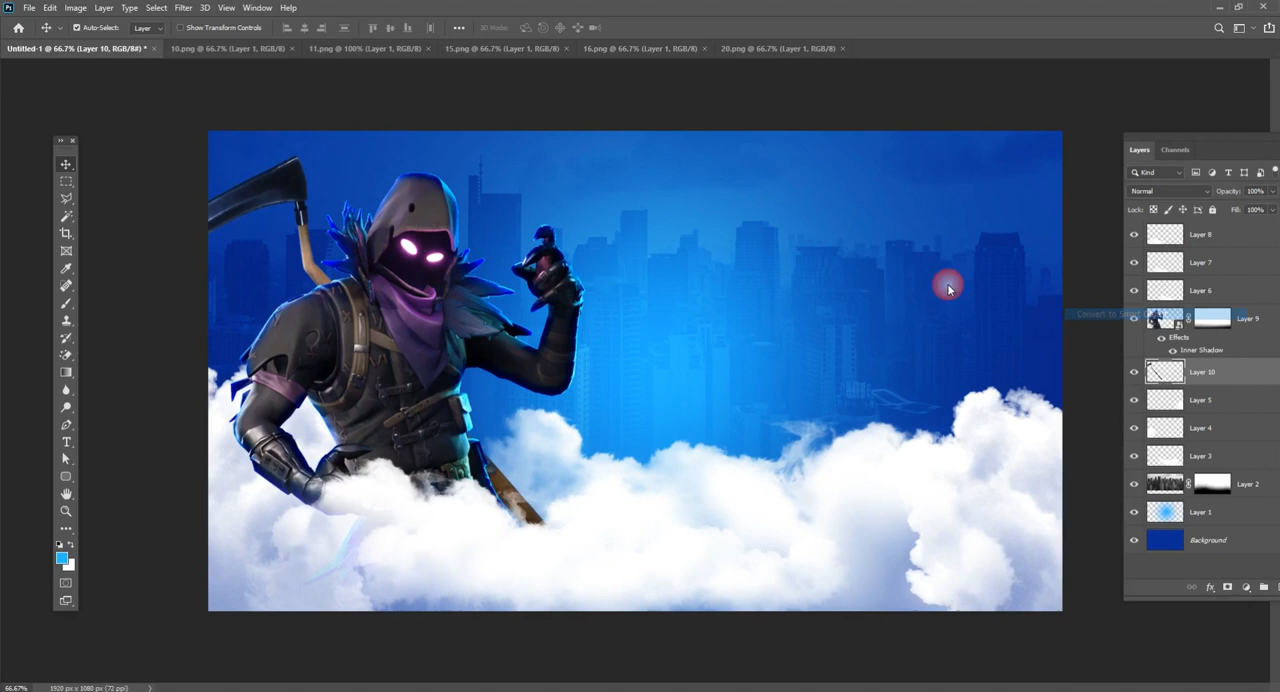 Ps File Edit Image Layer Type Select Filter 3D View Window Help
Auto-Select: Layer Show Transform Controls 3D Mode:
Untitled-1 @ 66.7% (Layer 10, RGB/8#) * × 10.png @ 66.7% (Layer 1, RGB/8) × 11.png @ 100% (Layer 1, RGB/8) × 15.png @ 66.7% (Layer 1, RGB/8) × 16.png @ 66.7% (Layer 1, RGB/8) × 20.png @ 66.7% (Layer 1, RGB/8) ×
Layers Channels
Kind
Normal Opacity: 100%
Lock: Fill: 100%
Layer 8
Layer 7
Layer 6
Convert to Smart
Layer 9
Effects
Inner Shadow
Layer 10
Layer 5
Layer 4
Layer 3
Layer 2
Layer 1
Background
fx
66.67% 1920 px x 1080 px (72 ppi)